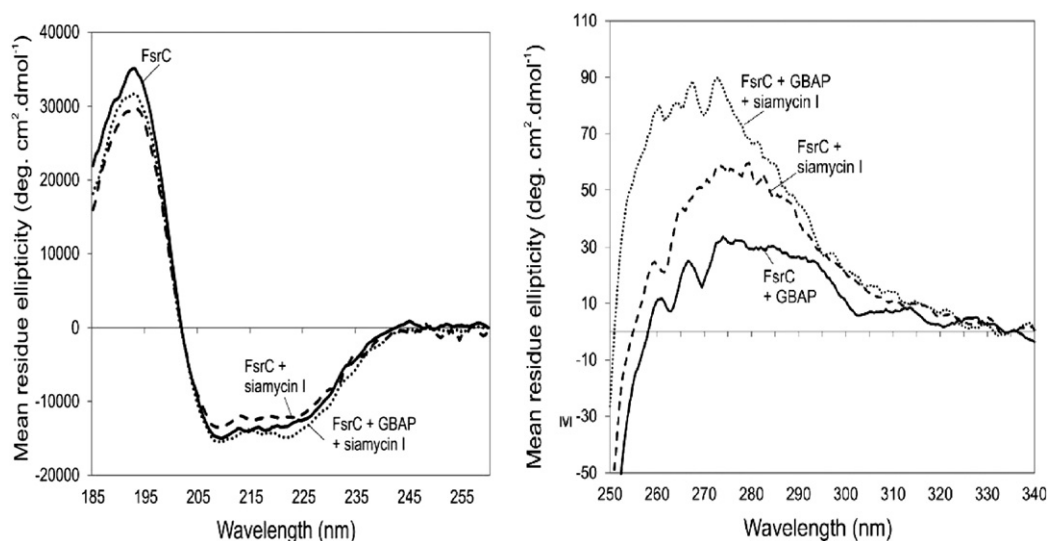 Mean residue ellipticity (deg. cm² .dmol⁻¹)
40000
30000
20000
10000
0
-10000
-20000
FsrC
FsrC +
siamycin I
FsrC + GBAP
+ siamycin I
185
195
205
215
225
235
245
255
Wavelength (nm)
Mean residue ellipticity (deg. cm² .dmol⁻¹)
110
90
70
50
30
10
-10
-30
-50
M
FsrC + GBAP
+ siamycin I
FsrC +
siamycin I
FsrC
+ GBAP
250
260
270
280
290
300
310
320
330
340
Wavelength (nm)